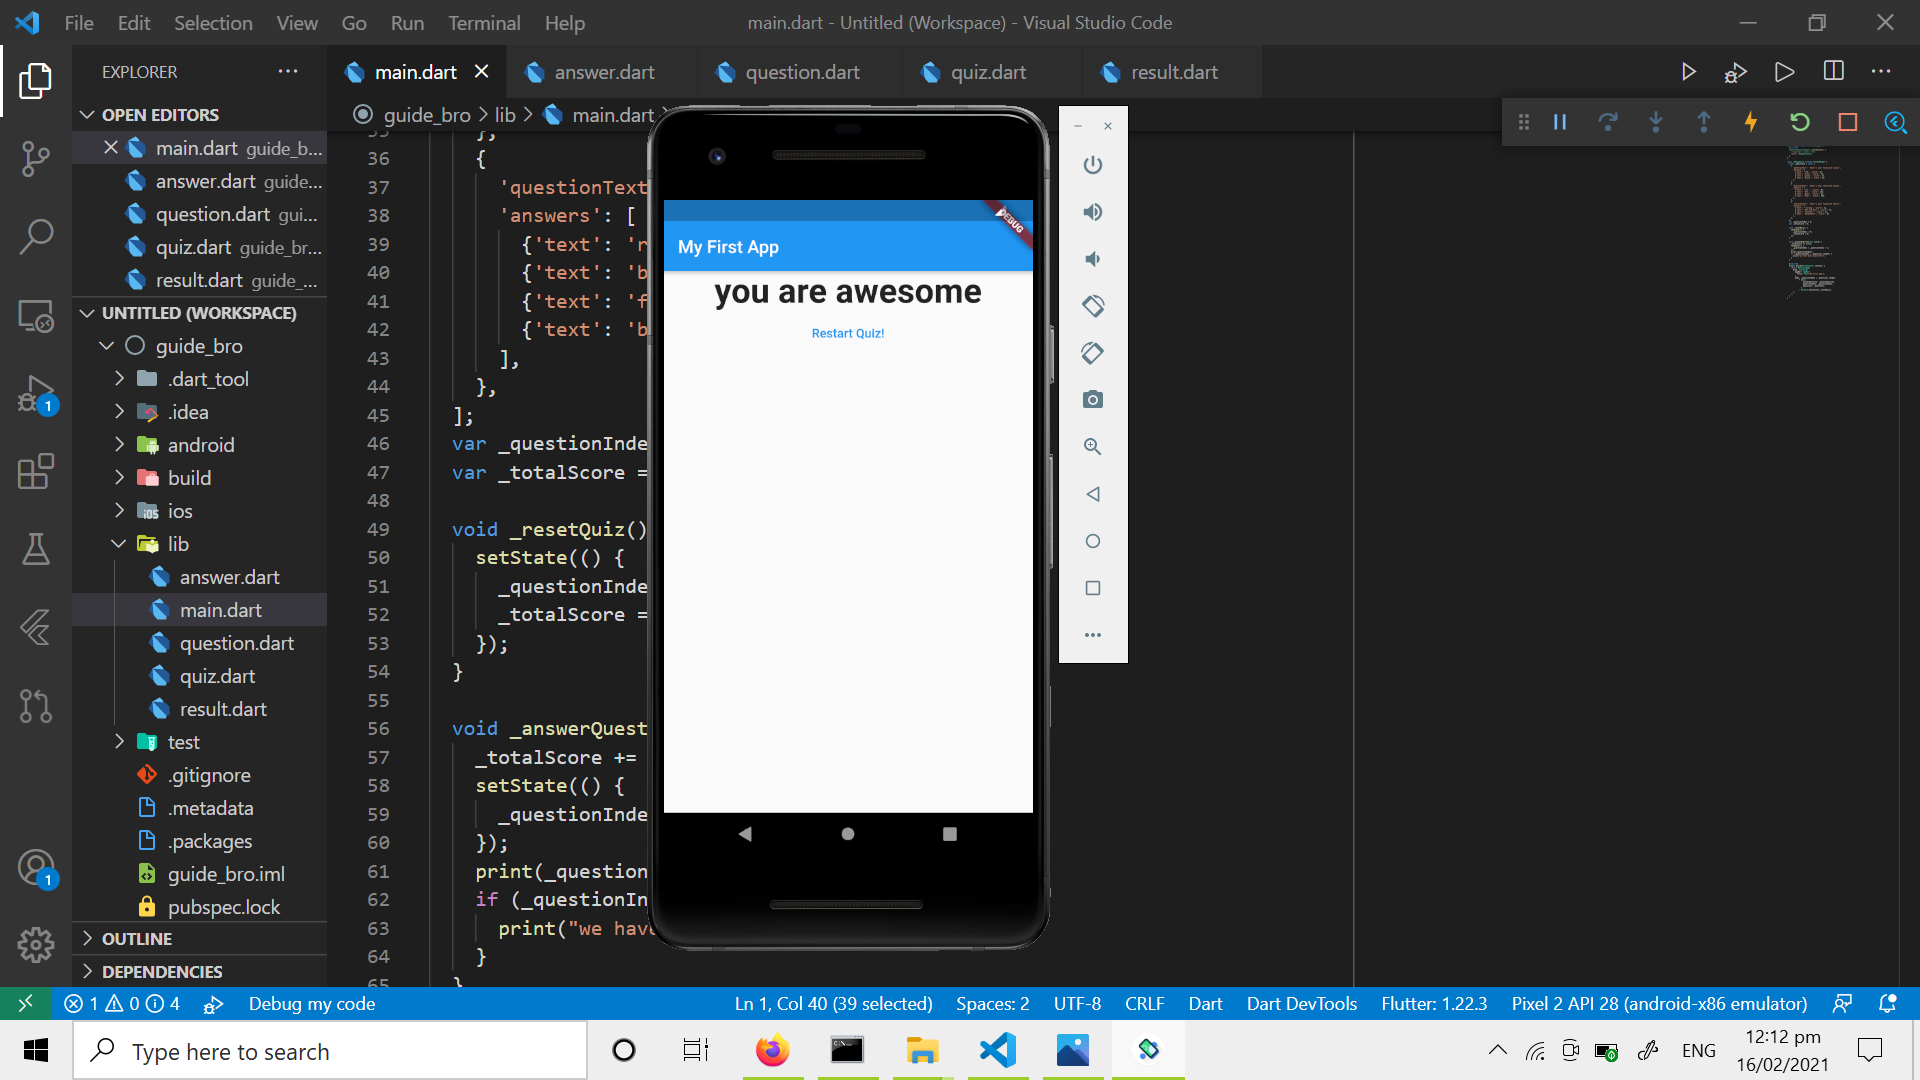 File Edit Selection View Go Run Terminal Help
main.dart - Untitled (Workspace) - Visual Studio Code
EXPLORER
main.dart
answer.dart
question.dart
quiz.dart
result.dart
OPEN EDITORS
main.dart guide_b...
answer.dart guide...
question.dart gui...
quiz.dart guide_br...
result.dart guide_...
UNTITLED (WORKSPACE)
guide_bro
.dart_tool
.idea
android
build
ios
lib
answer.dart
main.dart
question.dart
quiz.dart
result.dart
test
.gitignore
.metadata
.packages
guide_bro.iml
pubspec.lock
OUTLINE
DEPENDENCIES
1
1
guide_bro > lib > main.dart >
35 },
36 {
37 'questionText
38 'answers': [
39 {'text': 'r
40 {'text': 'b
41 {'text': 'f
42 {'text': 'b
43 ],
44 },
45 ];
46 var _questionInde
47 var _totalScore =
48
49 void _resetQuiz()
50 setState(() {
51 _questionInde
52 _totalScore =
53 });
54 }
55
56 void _answerQuest
57 _totalScore +=
58 setState(() {
59 _questionInde
60 });
61 print(_question
62 if (_questionIn
63 print("we have
64 }
65 }
DEBUG
My First App
you are awesome
Restart Quiz!
1 0 4
Debug my code
Ln 1, Col 40 (39 selected)
Spaces: 2
UTF-8
CRLF
Dart
Dart DevTools
Flutter: 1.22.3
Pixel 2 API 28 (android-x86 emulator)
Type here to search
ENG
12:12 pm
16/02/2021